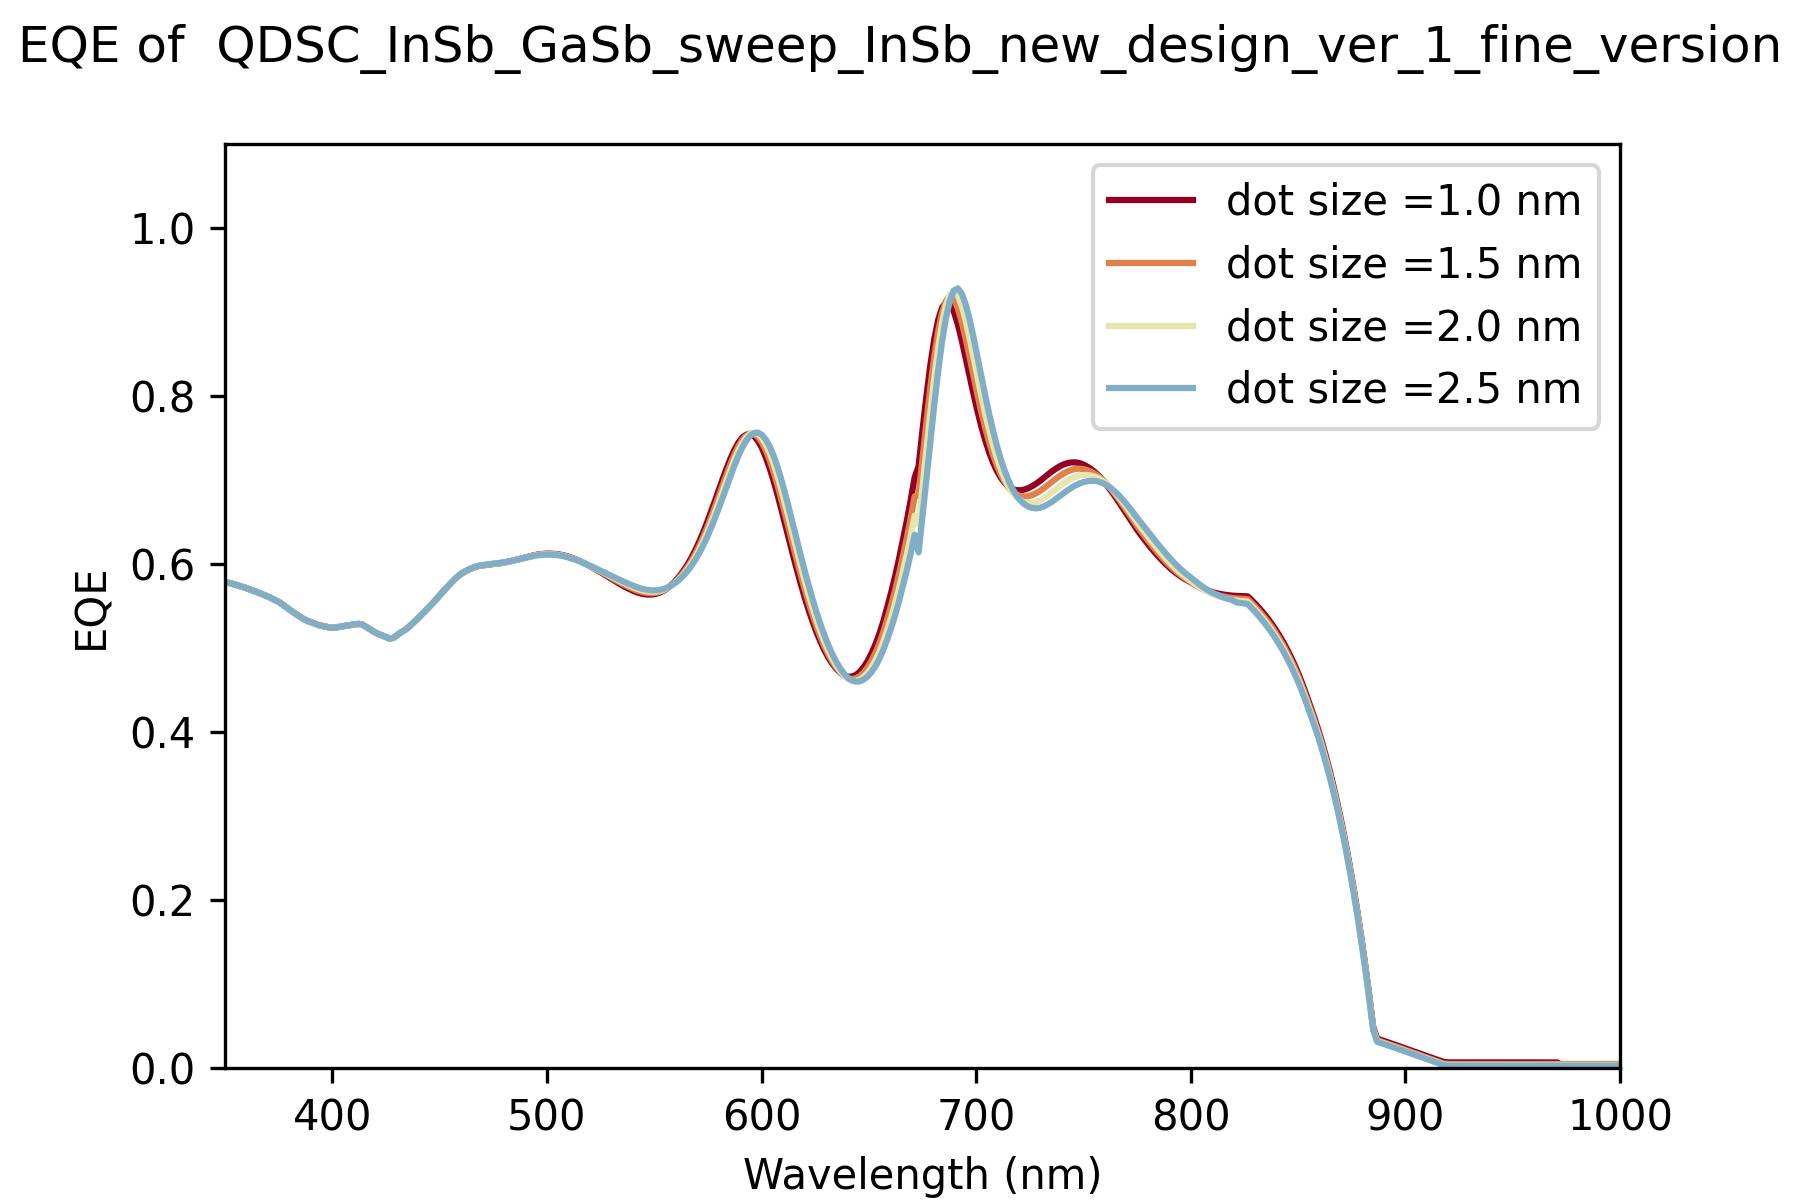 EQE of  QDSC_InSb_GaSb_sweep_InSb_new_design_ver_1_fine_version
dot size =1.0 nm
dot size =1.5 nm
dot size =2.0 nm
dot size =2.5 nm
EQE
1.0
0.8
0.6
0.4
0.2
0.0
400 500 600 700 800 900 1000
Wavelength (nm)